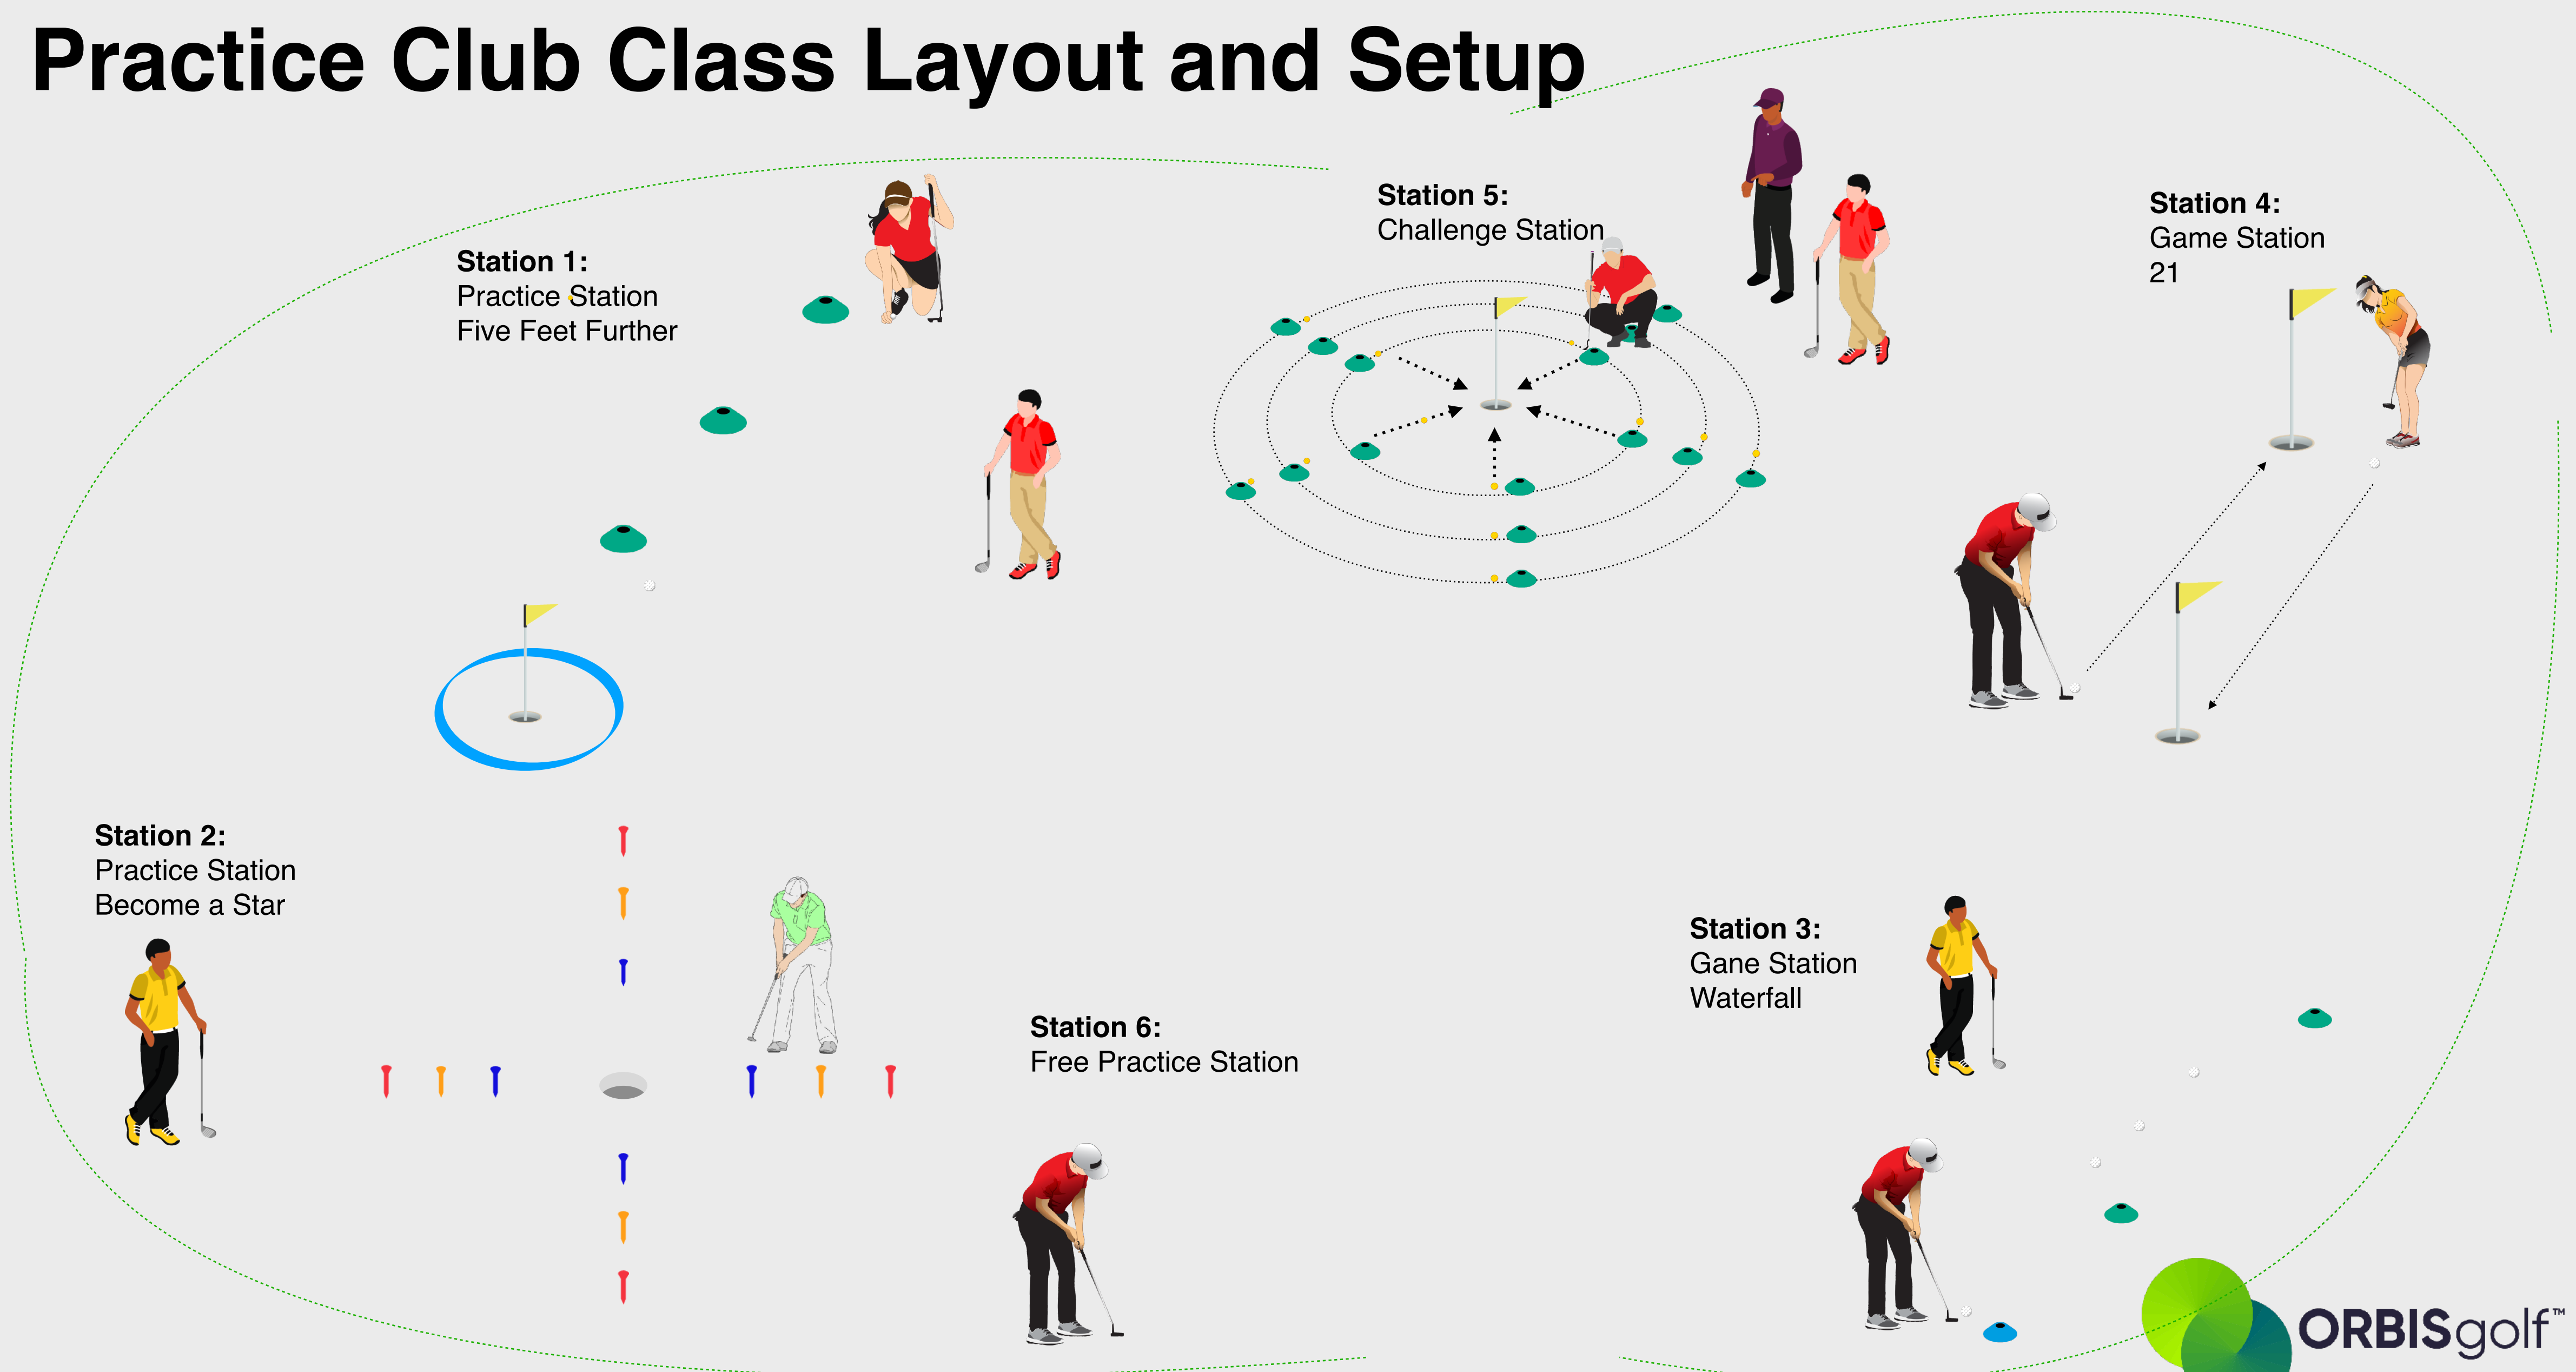 Practice Club Class Layout and Setup
Station 1:
Practice Station
Five Feet Further
Station 5:
Challenge Station
Station 4:
Game Station
21
Station 2:
Practice Station
Become a Star
Station 3:
Gane Station
Waterfall
Station 6:
Free Practice Station
ORBISgolf™